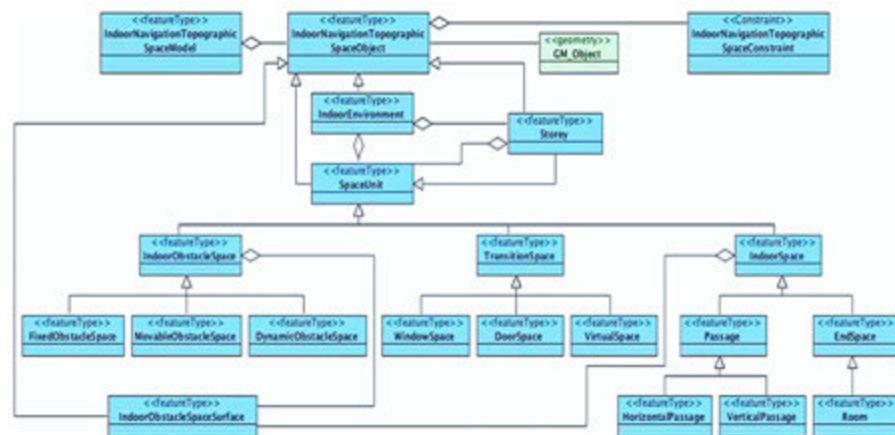 <<featureType>>
IndoorNavigationTopographic
SpaceModel
<<featureType>>
IndoorNavigationTopographic
SpaceObject
<<geometry>>
GM_Object
<<Constraint>>
IndoorNavigationTopographic
SpaceConstraint
<<featureType>>
IndoorEnvironment
<<featureType>>
Storey
<<featureType>>
SpaceUnit
<<featureType>>
IndoorObstacleSpace
<<featureType>>
TransitionSpace
<<featureType>>
IndoorSpace
<<featureType>>
FixedObstacleSpace
<<featureType>>
MovableObstacleSpace
<<featureType>>
DynamicObstacleSpace
<<featureType>>
WindowSpace
<<featureType>>
DoorSpace
<<featureType>>
VirtualSpace
<<featureType>>
Passage
<<featureType>>
EndSpace
<<featureType>>
IndoorObstacleSpaceSurface
<<featureType>>
HorizontalPassage
<<featureType>>
VerticalPassage
<<featureType>>
Room